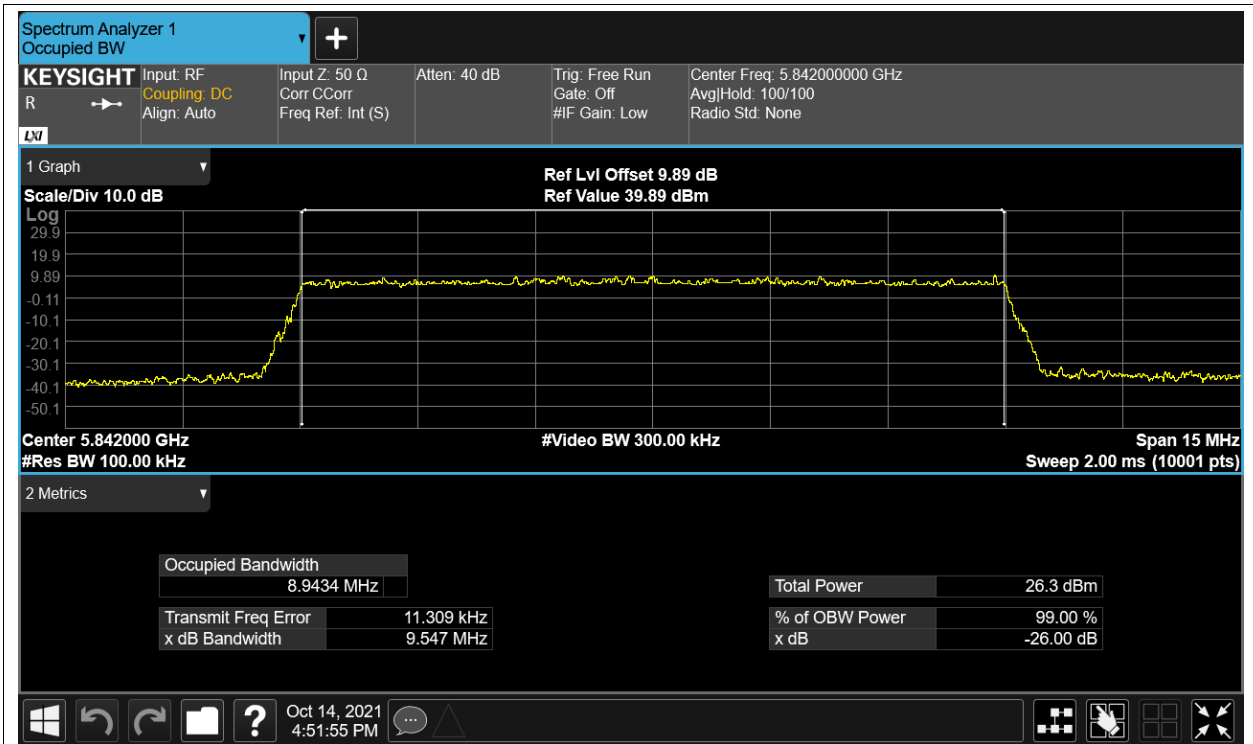 Spectrum Analyzer 1
Occupied BW
+
KEYSIGHT
R
LXI
Input: RF
Coupling: DC
Align: Auto
Input Z: 50 Ω
Corr CCorr
Freq Ref: Int (S)
Atten: 40 dB
Trig: Free Run
Gate: Off
#IF Gain: Low
Center Freq: 5.842000000 GHz
Avg|Hold: 100/100
Radio Std: None
1 Graph
Scale/Div 10.0 dB
Ref Lvl Offset 9.89 dB
Ref Value 39.89 dBm
Log
29.9
19.9
9.89
-0.11
-10.1
-20.1
-30.1
-40.1
-50.1
Center 5.842000 GHz
#Video BW 300.00 kHz
Span 15 MHz
#Res BW 100.00 kHz
Sweep 2.00 ms (10001 pts)
2 Metrics
Occupied Bandwidth
8.9434 MHz
Transmit Freq Error 11.309 kHz
x dB Bandwidth 9.547 MHz
Total Power 26.3 dBm
% of OBW Power 99.00 %
x dB -26.00 dB
?
Oct 14, 2021
4:51:55 PM